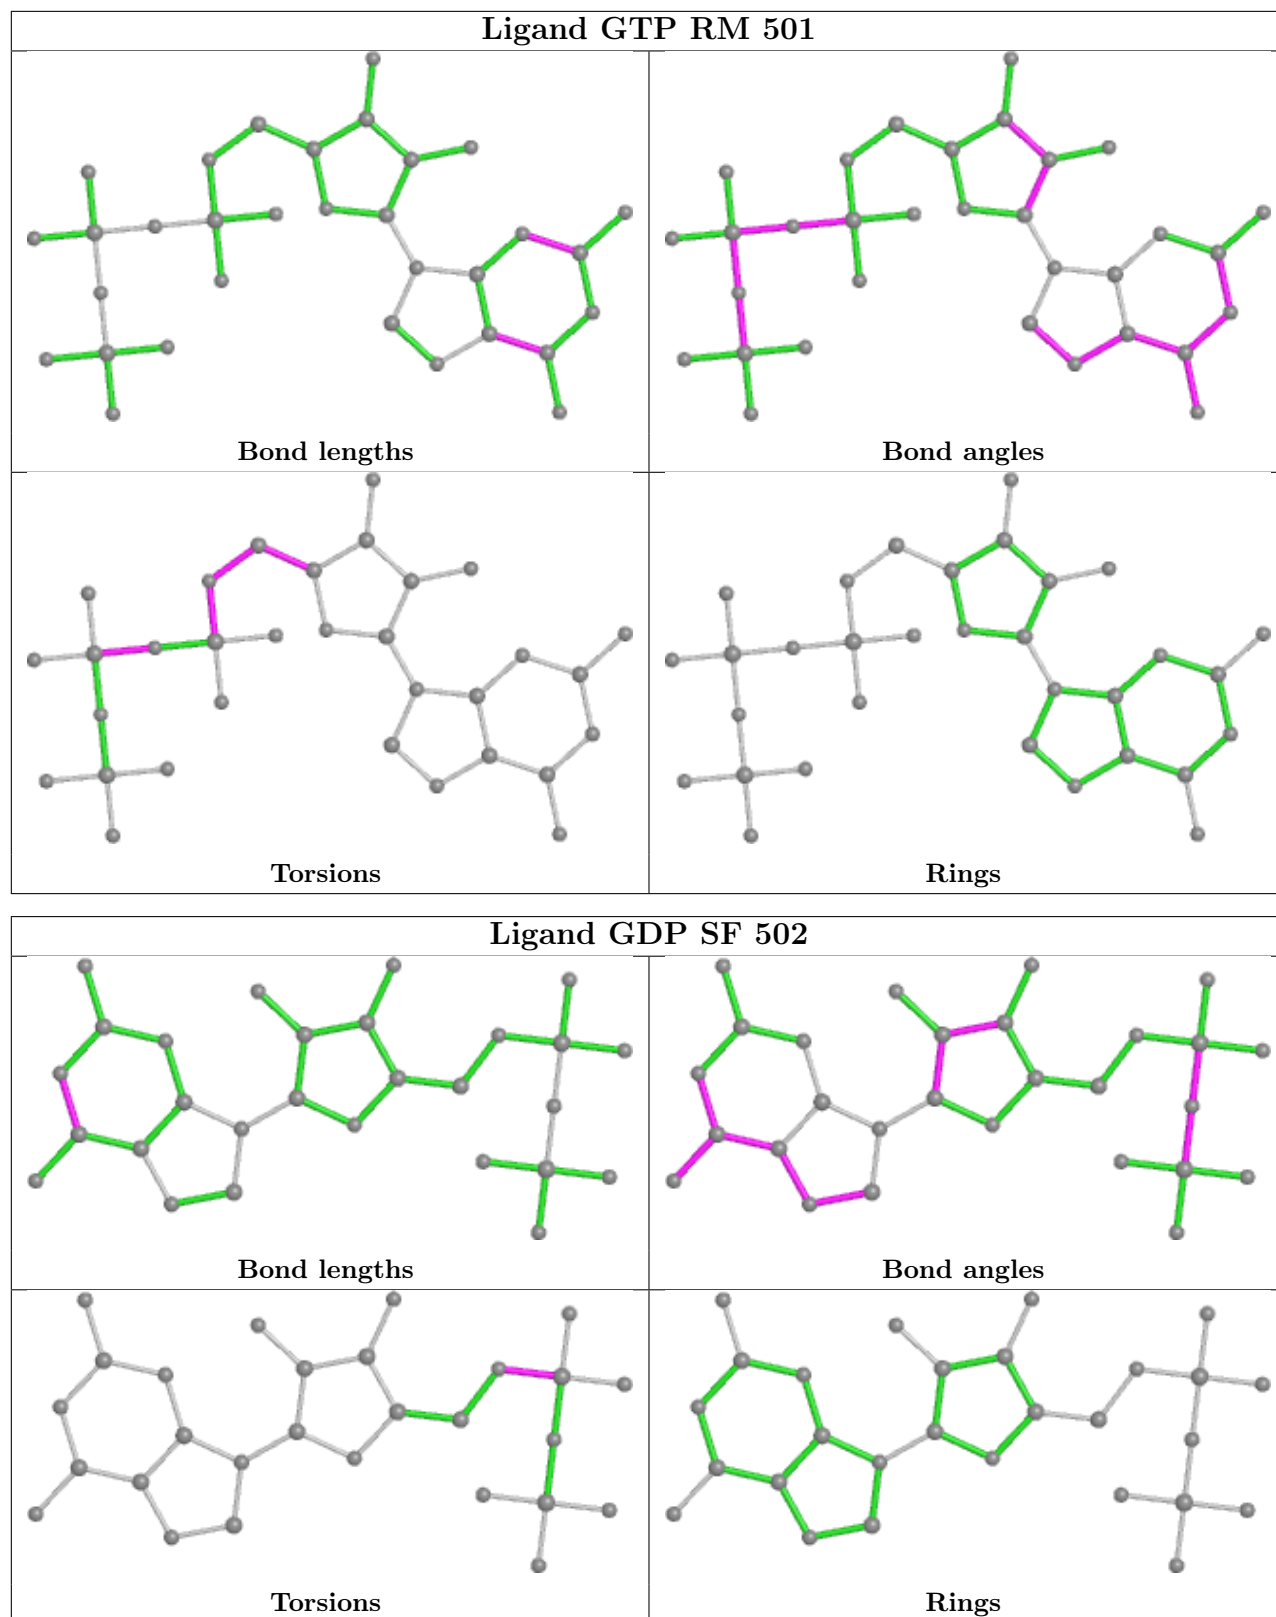 Ligand GTP RM 501
Bond lengths
Bond angles
Torsions
Rings
Ligand GDP SF 502
Bond lengths
Bond angles
Torsions
Rings